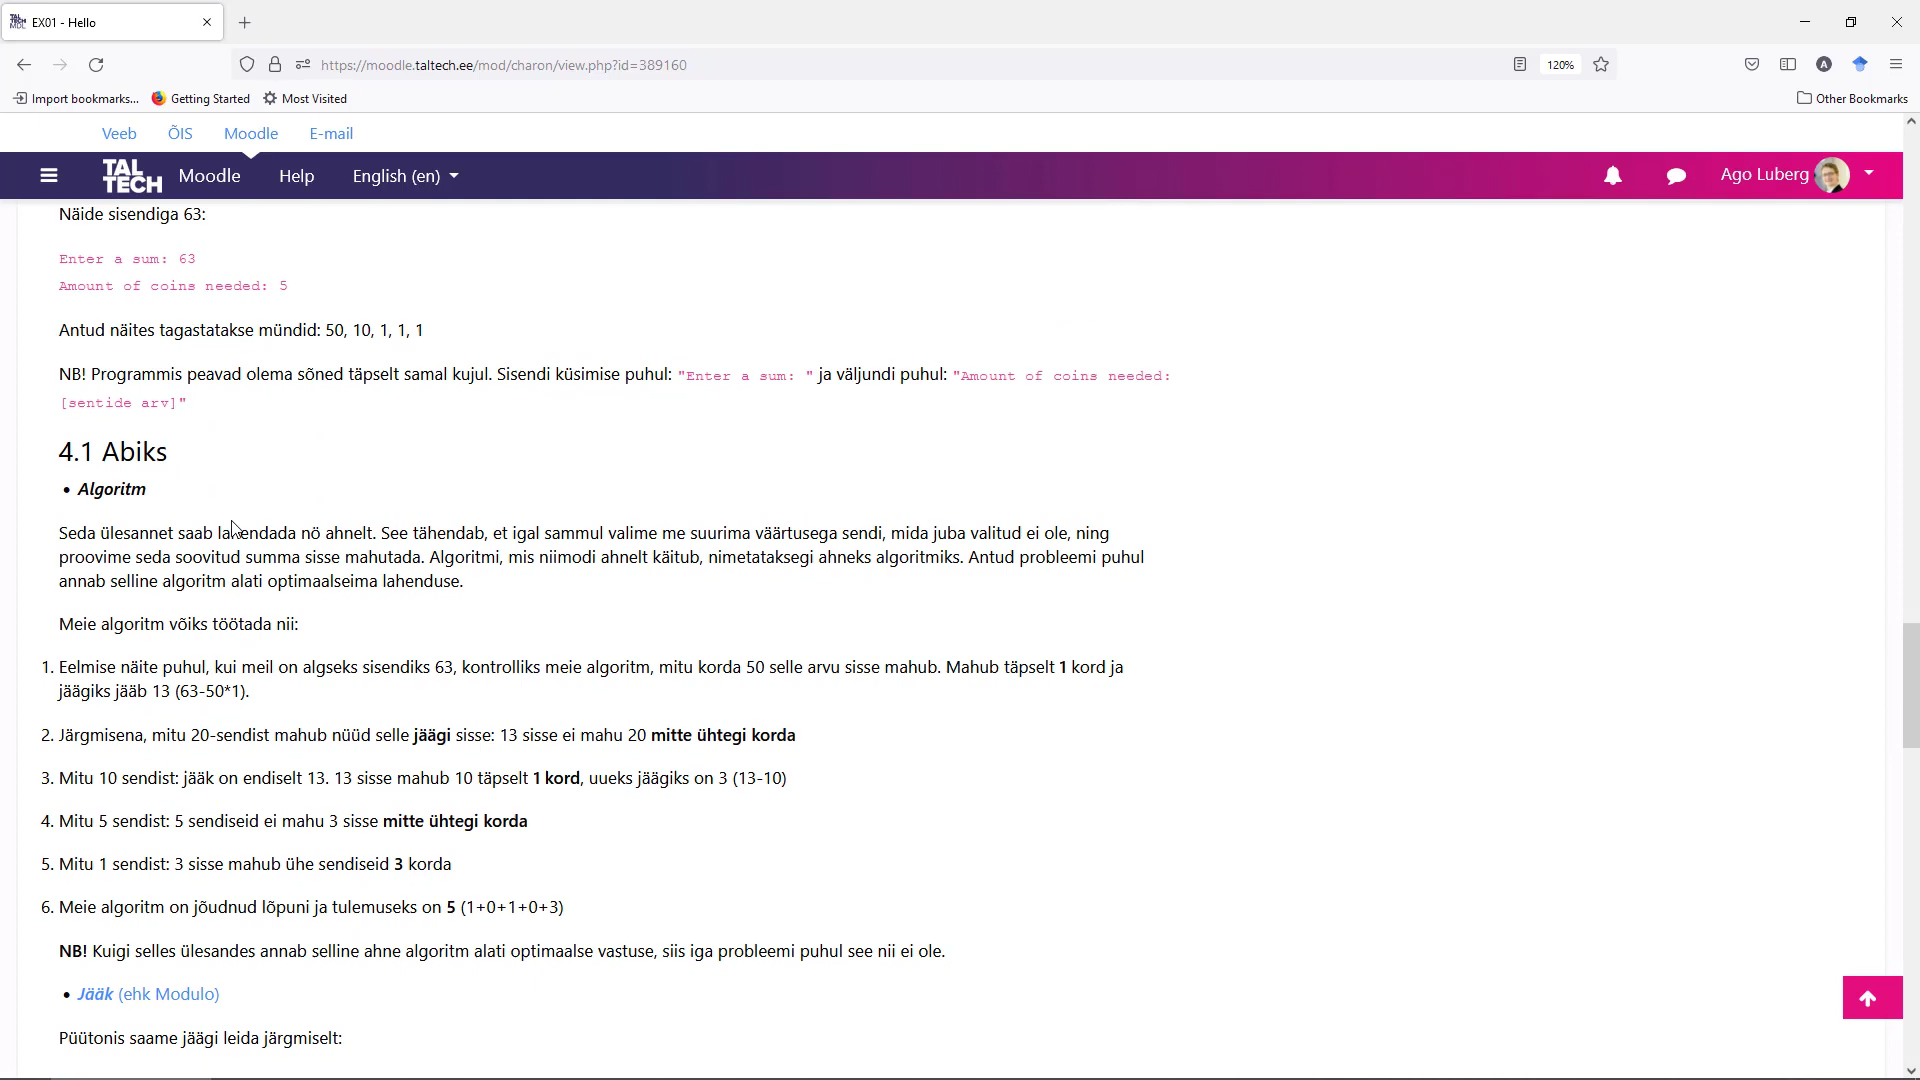 EX01 - Hello
https://moodle.taltech.ee/mod/charon/view.php?id=389160
120%
Import bookmarks...
Getting Started
Most Visited
Other Bookmarks
Veeb
ÕIS
Moodle
E-mail
TAL
TECH
Moodle
Help
English (en)
Ago Luberg
Näide sisendiga 63:
Enter a sum: 63
Amount of coins needed: 5
Antud näites tagastatakse mündid: 50, 10, 1, 1, 1
NB! Programmis peavad olema sõned täpselt samal kujul. Sisendi küsimise puhul: "Enter a sum: " ja väljundi puhul: "Amount of coins needed:
[sentide arv]"
4.1 Abiks
• Algoritm
Seda ülesannet saab lahendada nö ahnelt. See tähendab, et igal sammul valime me suurima väärtusega sendi, mida juba valitud ei ole, ning
proovime seda soovitud summa sisse mahutada. Algoritmi, mis niimodi ahnelt käitub, nimetataksegi ahneks algoritmiks. Antud probleemi puhul
annab selline algoritm alati optimaalseima lahenduse.
Meie algoritm võiks töötada nii:
1. Eelmise näite puhul, kui meil on algseks sisendiks 63, kontrolliks meie algoritm, mitu korda 50 selle arvu sisse mahub. Mahub täpselt 1 kord ja
jäägiks jääb 13 (63-50*1).
2. Järgmisena, mitu 20-sendist mahub nüüd selle jäägi sisse: 13 sisse ei mahu 20 mitte ühtegi korda
3. Mitu 10 sendist: jääk on endiselt 13. 13 sisse mahub 10 täpselt 1 kord, uueks jäägiks on 3 (13-10)
4. Mitu 5 sendist: 5 sendiseid ei mahu 3 sisse mitte ühtegi korda
5. Mitu 1 sendist: 3 sisse mahub ühe sendiseid 3 korda
6. Meie algoritm on jõudnud lõpuni ja tulemuseks on 5 (1+0+1+0+3)
NB! Kuigi selles ülesandes annab selline ahne algoritm alati optimaalse vastuse, siis iga probleemi puhul see nii ei ole.
• Jääk (ehk Modulo)
Püütonis saame jäägi leida järgmiselt: